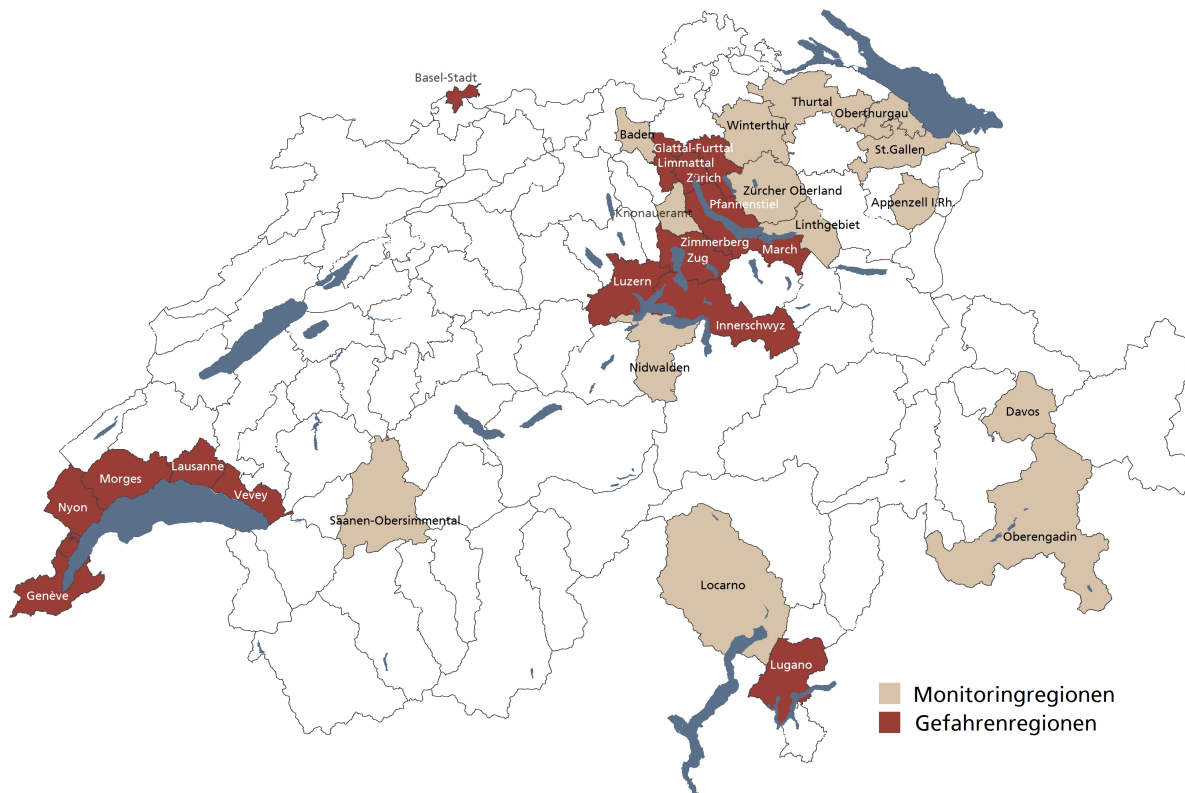 Basel-Stadt
Thurtal
Oberthurgau
Winterthur
Baden
Glattal-Furttal
St.Gallen
Limmattal
Zürich
Zürcher Oberland
Appenzell I.Rh.
Pfannenstiel
Knonaueramt
Linthgebiet
Zimmerberg
March
Zug
Luzern
Innerschwyz
Nidwalden
Davos
Lausanne
Morges
Vevey
Nyon
Saanen-Obersimmental
Oberengadin
Locarno
Genève
Lugano
Monitoringregionen
Gefahrenregionen